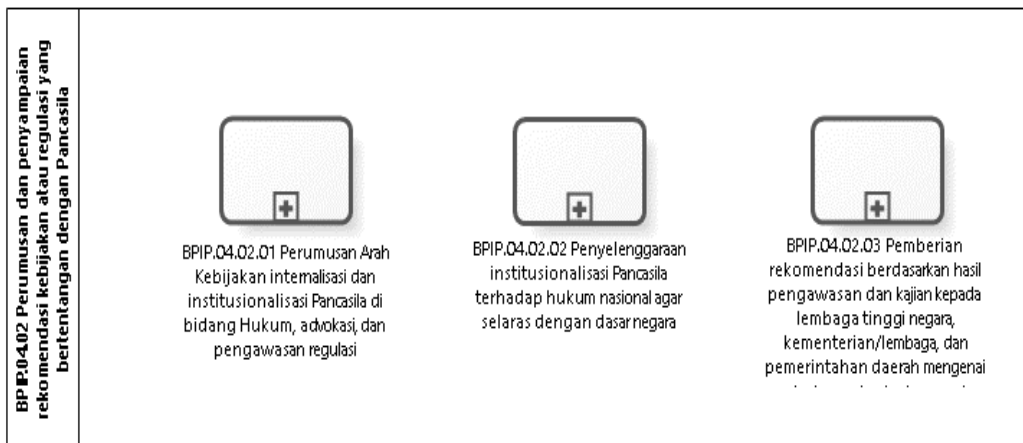 BPIP.04.02 Perumusan dan penyampaian
rekomendasi kebijakan atau regulasi yang
bertentangan dengan Pancasila
BPIP.04.02.01 Perumusan Arah
Kebijakan internalisasi dan
institusionalisasi Pancasila di
bidang Hukum, advokasi, dan
pengawasan regulasi
BPIP.04.02.02 Penyelenggaraan
institusionalisasi Pancasila
terhadap hukum nasional agar
selaras dengan dasar negara
BPIP.04.02.03 Pemberian
rekomendasi berdasarkan hasil
pengawasan dan kajian kepada
lembaga tinggi negara,
kementerian/lembaga, dan
pemerintahan daerah mengenai